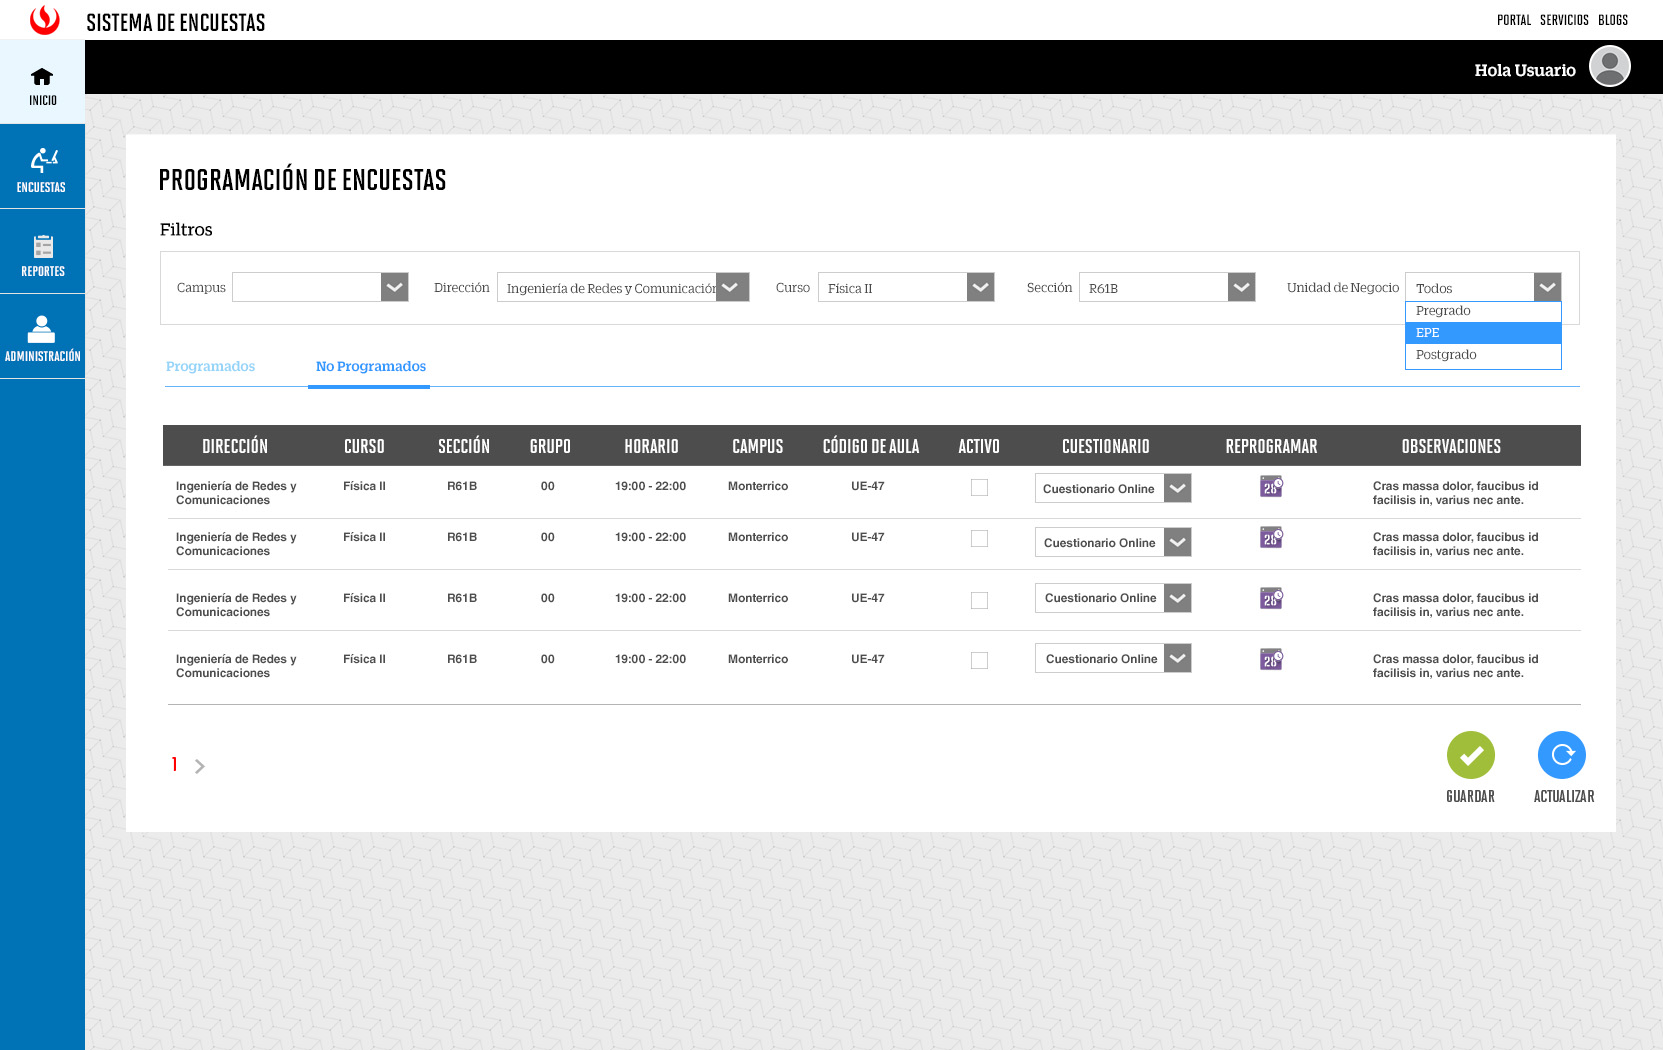 SISTEMA DE ENCUESTAS
PORTAL SERVICIOS BLOGS
Hola Usuario
INICIO
ENCUESTAS
REPORTES
ADMINISTRACIÓN
PROGRAMACIÓN DE ENCUESTAS
Filtros
Campus Dirección Ingeniería de Redes y Comunicación Curso Física II Sección R61B Unidad de Negocio Todos
Pregrado
EPE
Postgrado
Programados No Programados
DIRECCIÓN CURSO SECCIÓN GRUPO HORARIO CAMPUS CÓDIGO DE AULA ACTIVO CUESTIONARIO REPROGRAMAR OBSERVACIONES
Ingeniería de Redes y Física II R61B 00 19:00 - 22:00 Monterrico UE-47 Cuestionario Online 28 Cras massa dolor, faucibus id
Comunicaciones facilisis in, varius nec ante.
Ingeniería de Redes y Física II R61B 00 19:00 - 22:00 Monterrico UE-47 Cuestionario Online 28 Cras massa dolor, faucibus id
Comunicaciones facilisis in, varius nec ante.
Ingeniería de Redes y Física II R61B 00 19:00 - 22:00 Monterrico UE-47 Cuestionario Online 28 Cras massa dolor, faucibus id
Comunicaciones facilisis in, varius nec ante.
Ingeniería de Redes y Física II R61B 00 19:00 - 22:00 Monterrico UE-47 Cuestionario Online 28 Cras massa dolor, faucibus id
Comunicaciones facilisis in, varius nec ante.
1
GUARDAR ACTUALIZAR